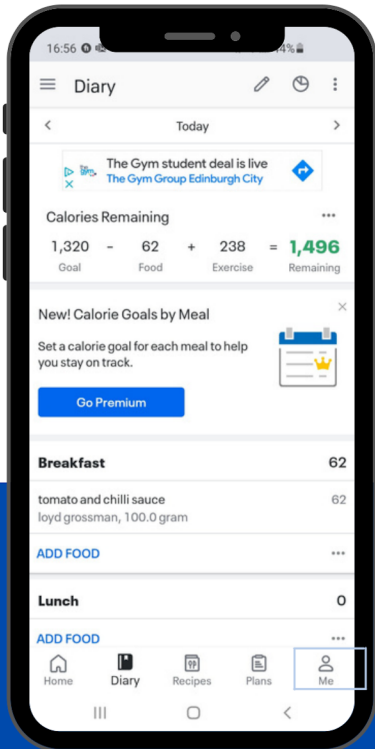 16:56
4%
Diary
Today
The Gym student deal is live
The Gym Group Edinburgh City
Calories Remaining
1,320 - 62 + 238 = 1,496
Goal Food Exercise Remaining
New! Calorie Goals by Meal
Set a calorie goal for each meal to help
you stay on track.
Go Premium
Breakfast 62
tomato and chilli sauce 62
loyd grossman, 100.0 gram
ADD FOOD
Lunch 0
ADD FOOD
Home Diary Recipes Plans Me